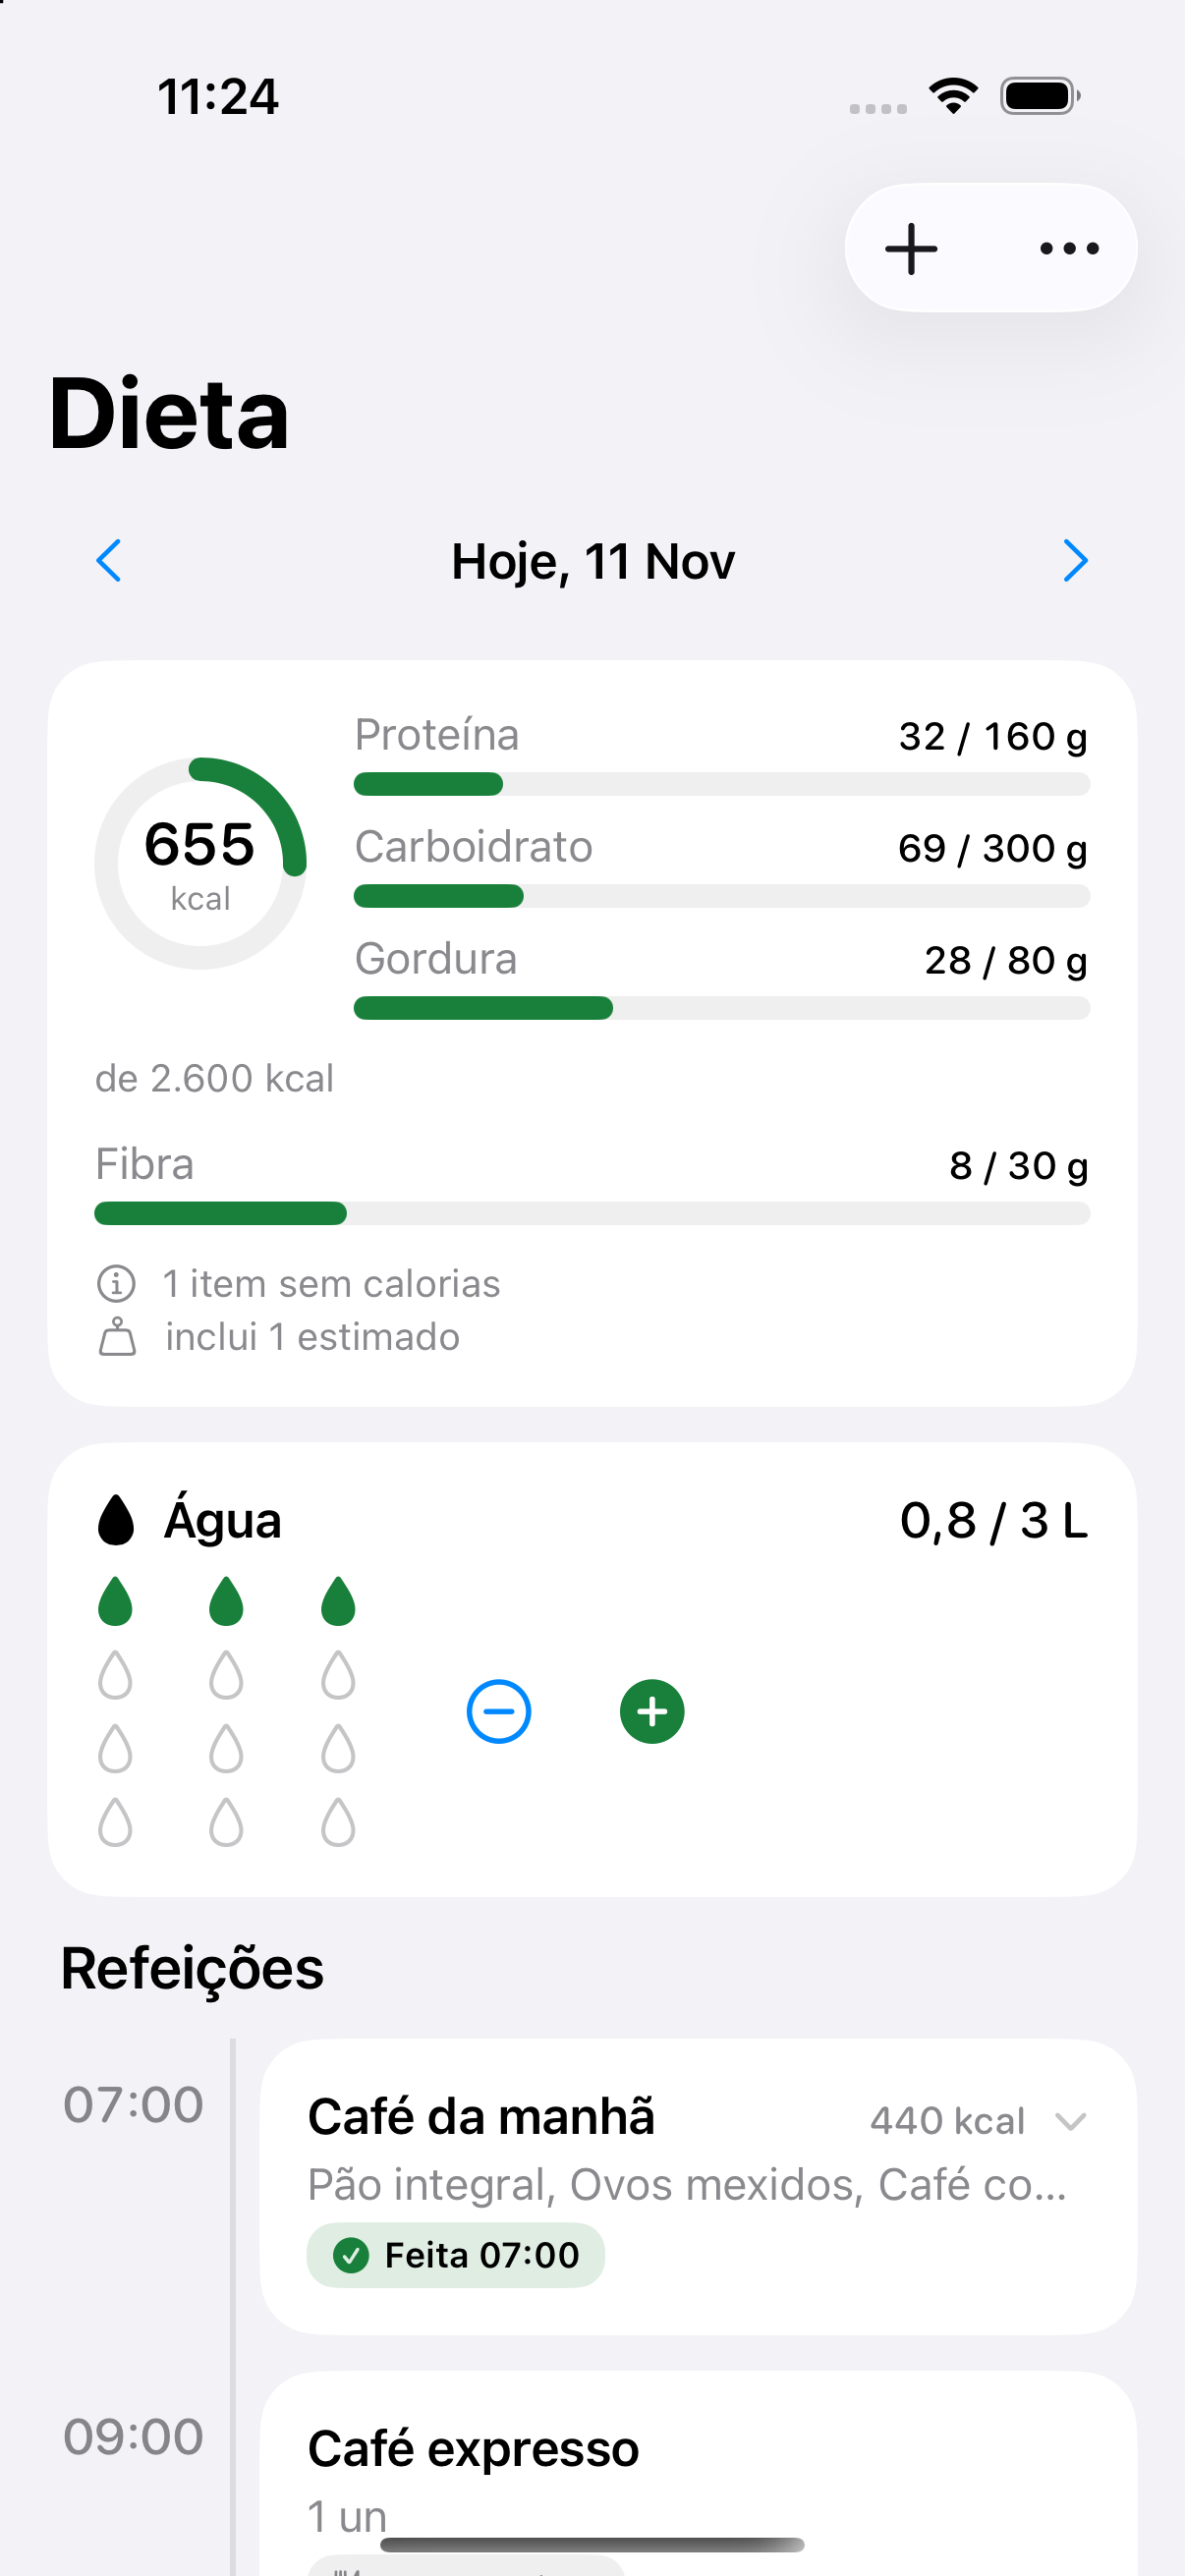 11:24
Dieta
Hoje, 11 Nov
Proteína 32 / 160 g
655
kcal
Carboidrato 69 / 300 g
Gordura 28 / 80 g
de 2.600 kcal
Fibra 8 / 30 g
1 item sem calorias
inclui 1 estimado
Água 0,8 / 3 L
Refeições
07:00
Café da manhã 440 kcal
Pão integral, Ovos mexidos, Café co...
Feita 07:00
09:00
Café expresso
1 un